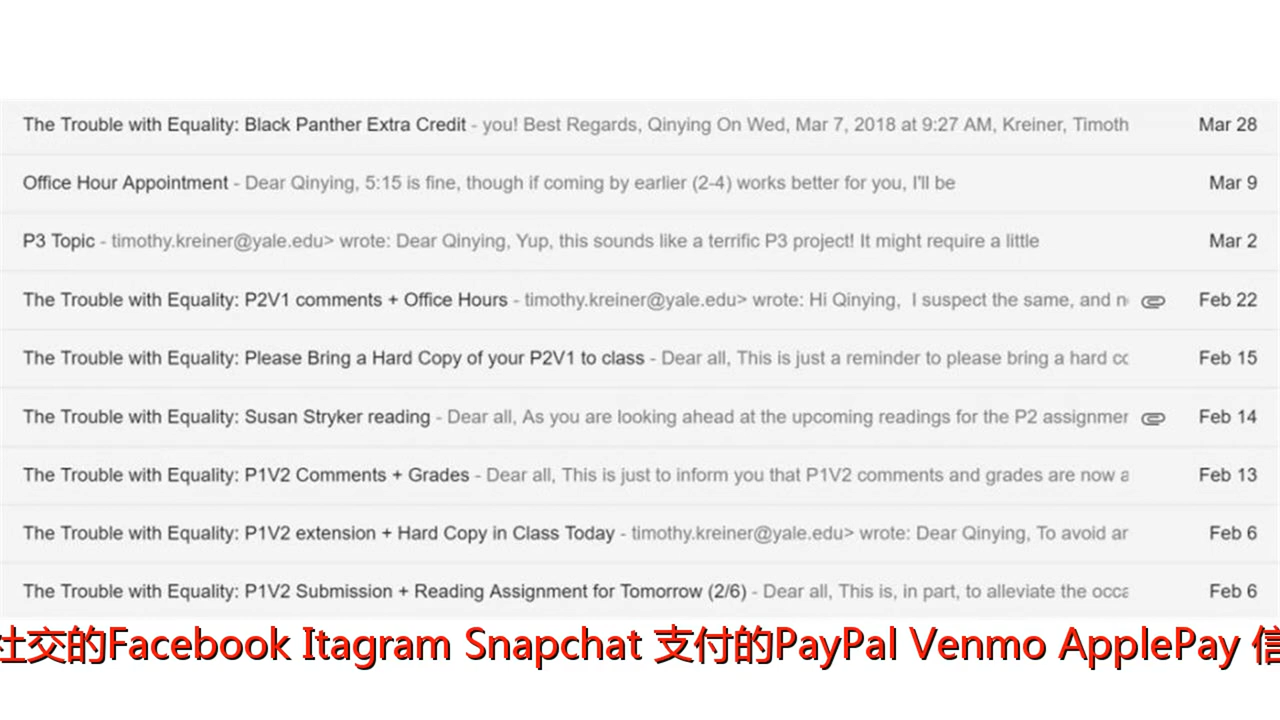 The Trouble with Equality: Black Panther Extra Credit - you! Best Regards, Qinying On Wed, Mar 7, 2018 at 9:27 AM, Kreiner, Timoth Mar 28
Office Hour Appointment - Dear Qinying, 5:15 is fine, though if coming by earlier (2-4) works better for you, I'll be Mar 9
P3 Topic - timothy.kreiner@yale.edu> wrote: Dear Qinying, Yup, this sounds like a terrific P3 project! It might require a little Mar 2
The Trouble with Equality: P2V1 comments + Office Hours - timothy.kreiner@yale.edu> wrote: Hi Qinying, I suspect the same, and n Feb 22
The Trouble with Equality: Please Bring a Hard Copy of your P2V1 to class - Dear all, This is just a reminder to please bring a hard cc Feb 15
The Trouble with Equality: Susan Stryker reading - Dear all, As you are looking ahead at the upcoming readings for the P2 assignmer Feb 14
The Trouble with Equality: P1V2 Comments + Grades - Dear all, This is just to inform you that P1V2 comments and grades are now a Feb 13
The Trouble with Equality: P1V2 extension + Hard Copy in Class Today - timothy.kreiner@yale.edu> wrote: Dear Qinying, To avoid ar Feb 6
The Trouble with Equality: P1V2 Submission + Reading Assignment for Tomorrow (2/6) - Dear all, This is, in part, to alleviate the occa Feb 6
社交的Facebook Itagram Snapchat 支付的PayPal Venmo ApplePay 信